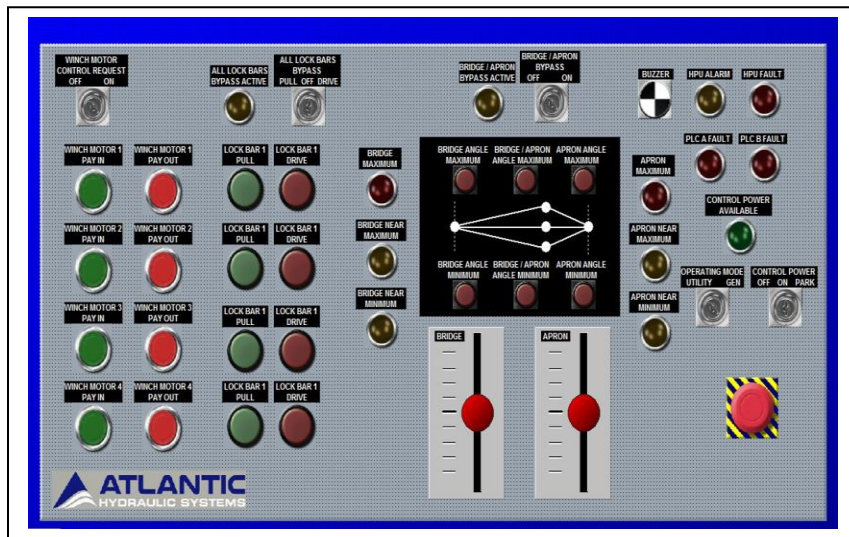 WINCH MOTOR
CONTROL REQUEST
OFF ON
ALL LOCK BARS
BYPASS ACTIVE
ALL LOCK BARS
BYPASS
PULL OFF DRIVE
BRIDGE / APRON
BYPASS ACTIVE
BRIDGE / APRON
BYPASS
OFF ON
BUZZER
HPU ALARM
HPU FAULT
WINCH MOTOR 1
PAY IN
WINCH MOTOR 1
PAY OUT
LOCK BAR 1
PULL
LOCK BAR 1
DRIVE
BRIDGE
MAXIMUM
BRIDGE ANGLE
MAXIMUM
BRIDGE / APRON
ANGLE MAXIMUM
APRON ANGLE
MAXIMUM
APRON
MAXIMUM
PLC A FAULT
PLC B FAULT
CONTROL POWER
AVAILABLE
WINCH MOTOR 2
PAY IN
WINCH MOTOR 2
PAY OUT
LOCK BAR 1
PULL
LOCK BAR 1
DRIVE
BRIDGE NEAR
MAXIMUM
APRON NEAR
MAXIMUM
BRIDGE ANGLE
MINIMUM
BRIDGE / APRON
ANGLE MINIMUM
APRON ANGLE
MINIMUM
OPERATING MODE
UTILITY GEN
CONTROL POWER
OFF ON PARK
WINCH MOTOR 3
PAY IN
WINCH MOTOR 3
PAY OUT
LOCK BAR 1
PULL
LOCK BAR 1
DRIVE
BRIDGE NEAR
MINIMUM
APRON NEAR
MINIMUM
BRIDGE
APRON
WINCH MOTOR 4
PAY IN
WINCH MOTOR 4
PAY OUT
LOCK BAR 1
PULL
LOCK BAR 1
DRIVE
ATLANTIC
HYDRAULIC SYSTEMS